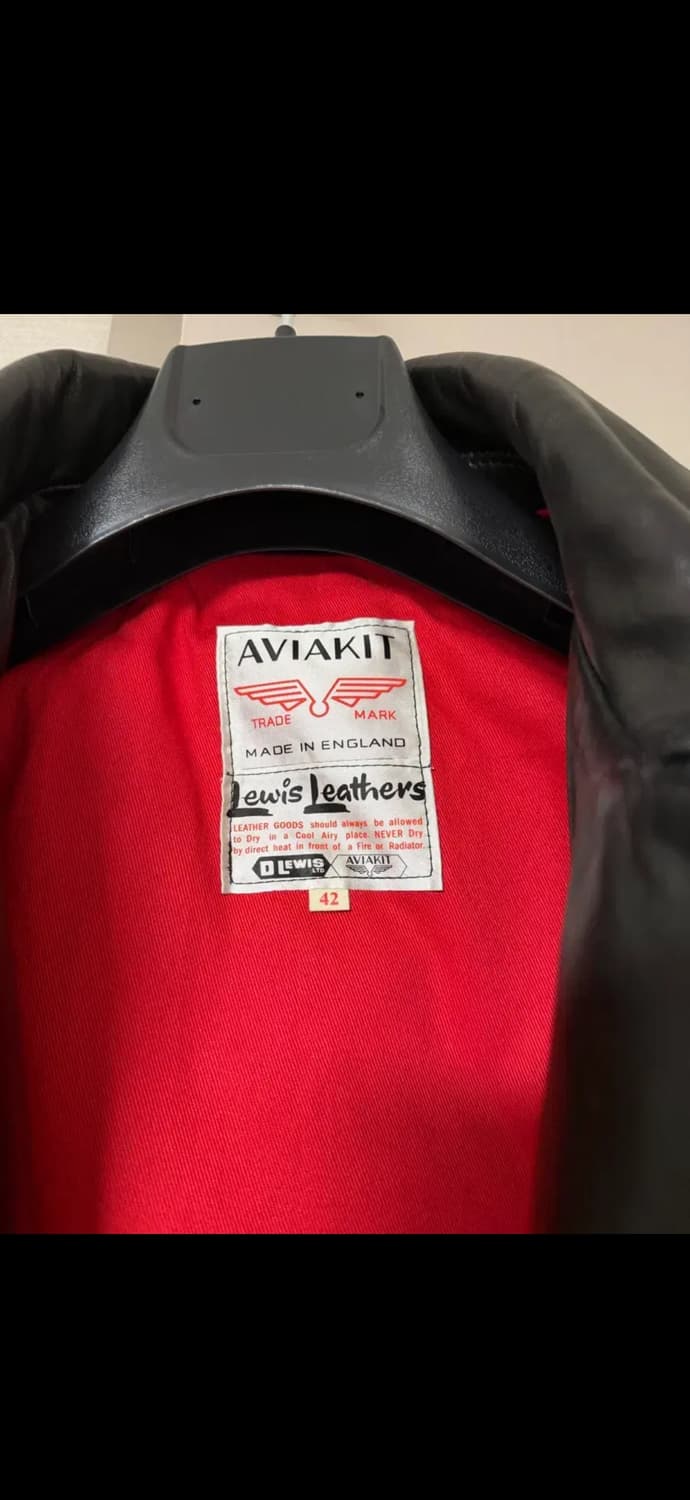 AVIAKIT
TRADE MARK
MADE IN ENGLAND
Lewis Leathers
LEATHER GOODS should always be allowed
to Dry in a Cool Airy place. NEVER Dry
by direct heat in front of a Fire or Radiator.
D LEWIS LTD AVIAKIT
42